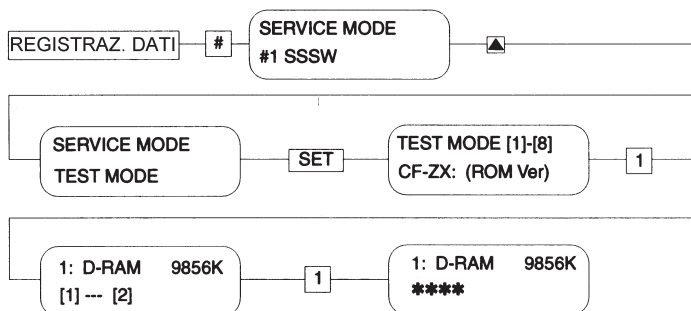 REGISTRAZ. DATI
#
SERVICE MODE
#1 SSSW
▲
SERVICE MODE
TEST MODE
SET
TEST MODE [1]-[8]
CF-ZX: (ROM Ver)
1
1: D-RAM 9856K
[1] --- [2]
1
1: D-RAM 9856K
****